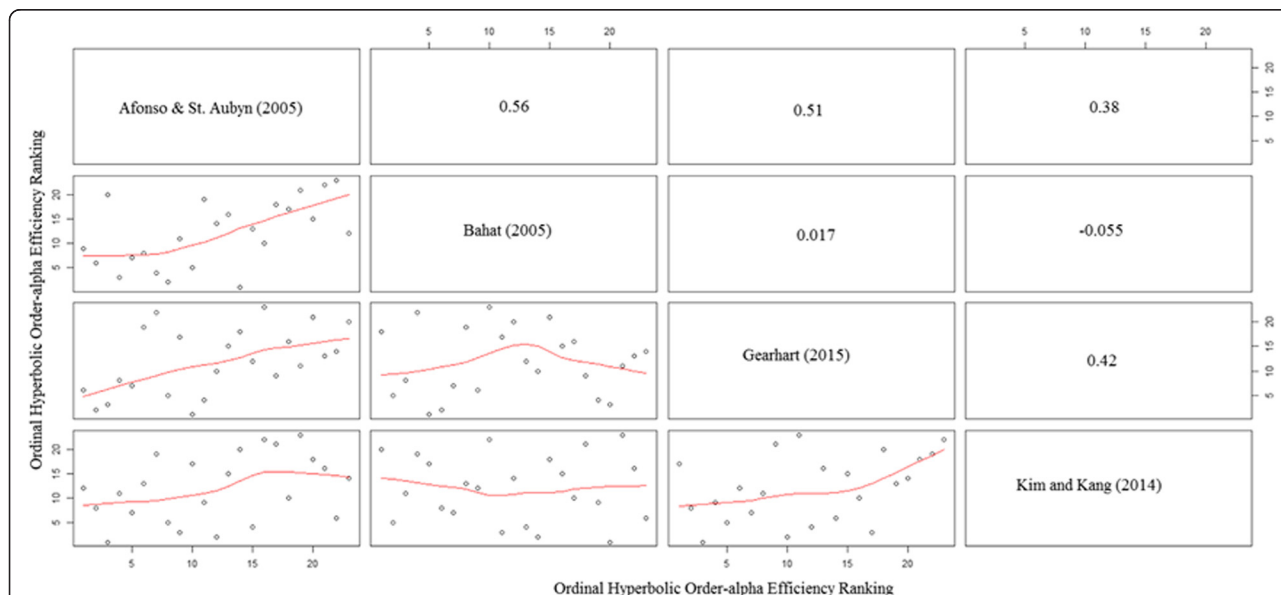 5 10 15 20 5 10 15 20
Afonso & St. Aubyn (2005) 0.56 0.51 0.38 5 10 15 20
5 10 15 20 Bahat (2005) 0.017 -0.055
Gearhart (2015) 0.42 5 10 15 20
5 10 15 20 Kim and Kang (2014)
5 10 15 20 5 10 15 20
Ordinal Hyperbolic Order-alpha Efficiency Ranking
Ordinal Hyperbolic Order-alpha Efficiency Ranking